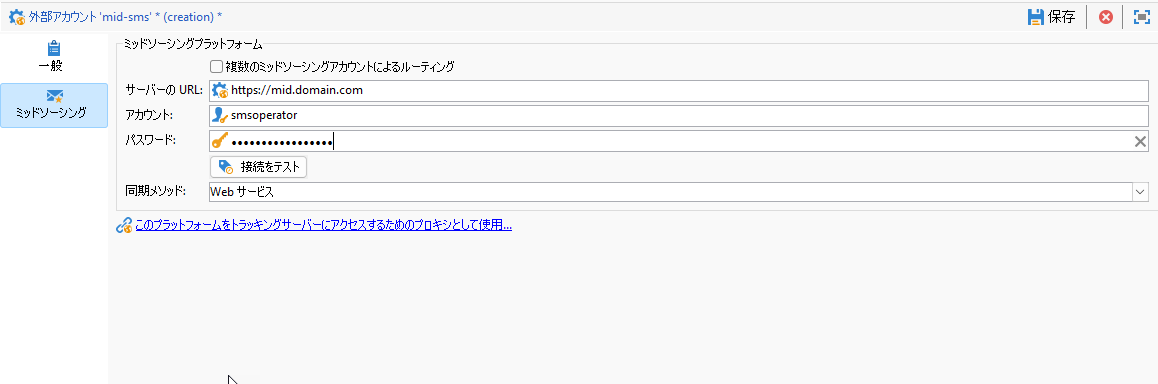 外部アカウント 'mid-sms' * (creation) *
保存
一般
ミッドソーシング
ミッドソーシングプラットフォーム
複数のミッドソーシングアカウントによるルーティング
サーバーの URL: https://mid.domain.com
アカウント: smsoperator
パスワード: •••••••••••••••••
接続をテスト
同期メソッド: Web サービス
このプラットフォームをトラッキングサーバーにアクセスするためのプロキシとして使用...